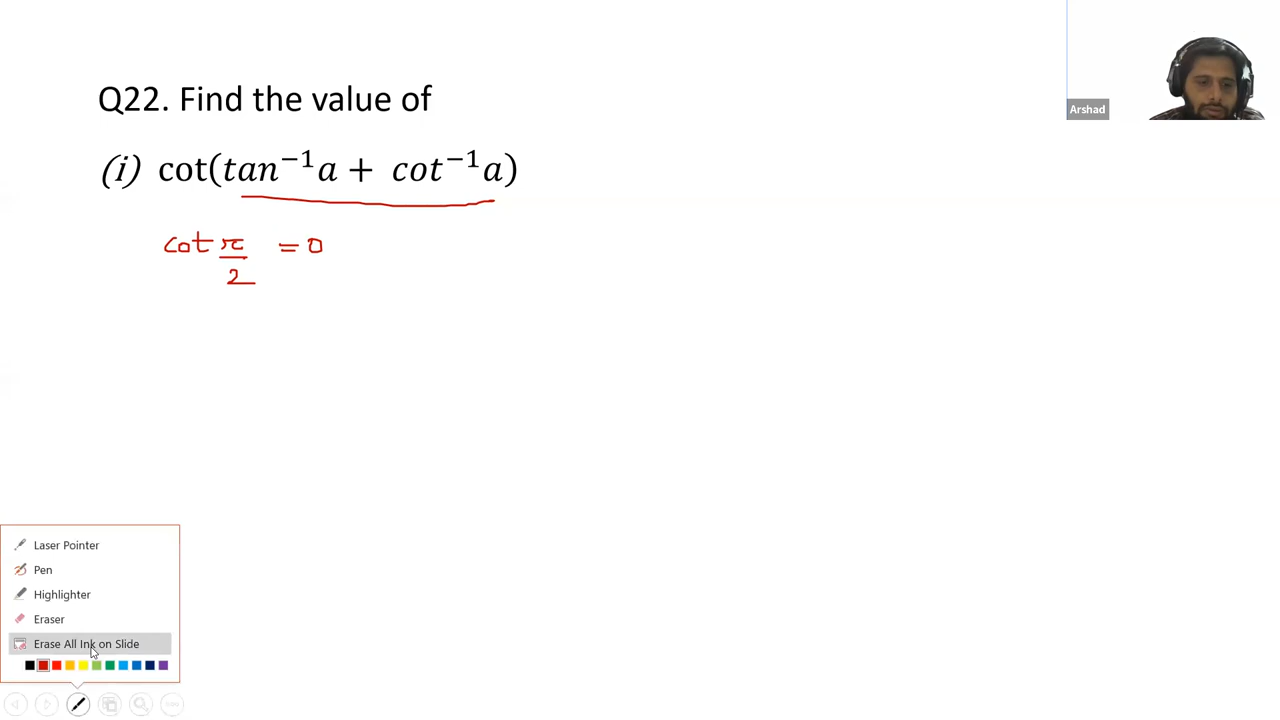 Q22. Find the value of
Arshad
(i) cot(tan⁻¹a + cot⁻¹a)
cot π/2 = 0
Laser Pointer
Pen
Highlighter
Eraser
Erase All Ink on Slide